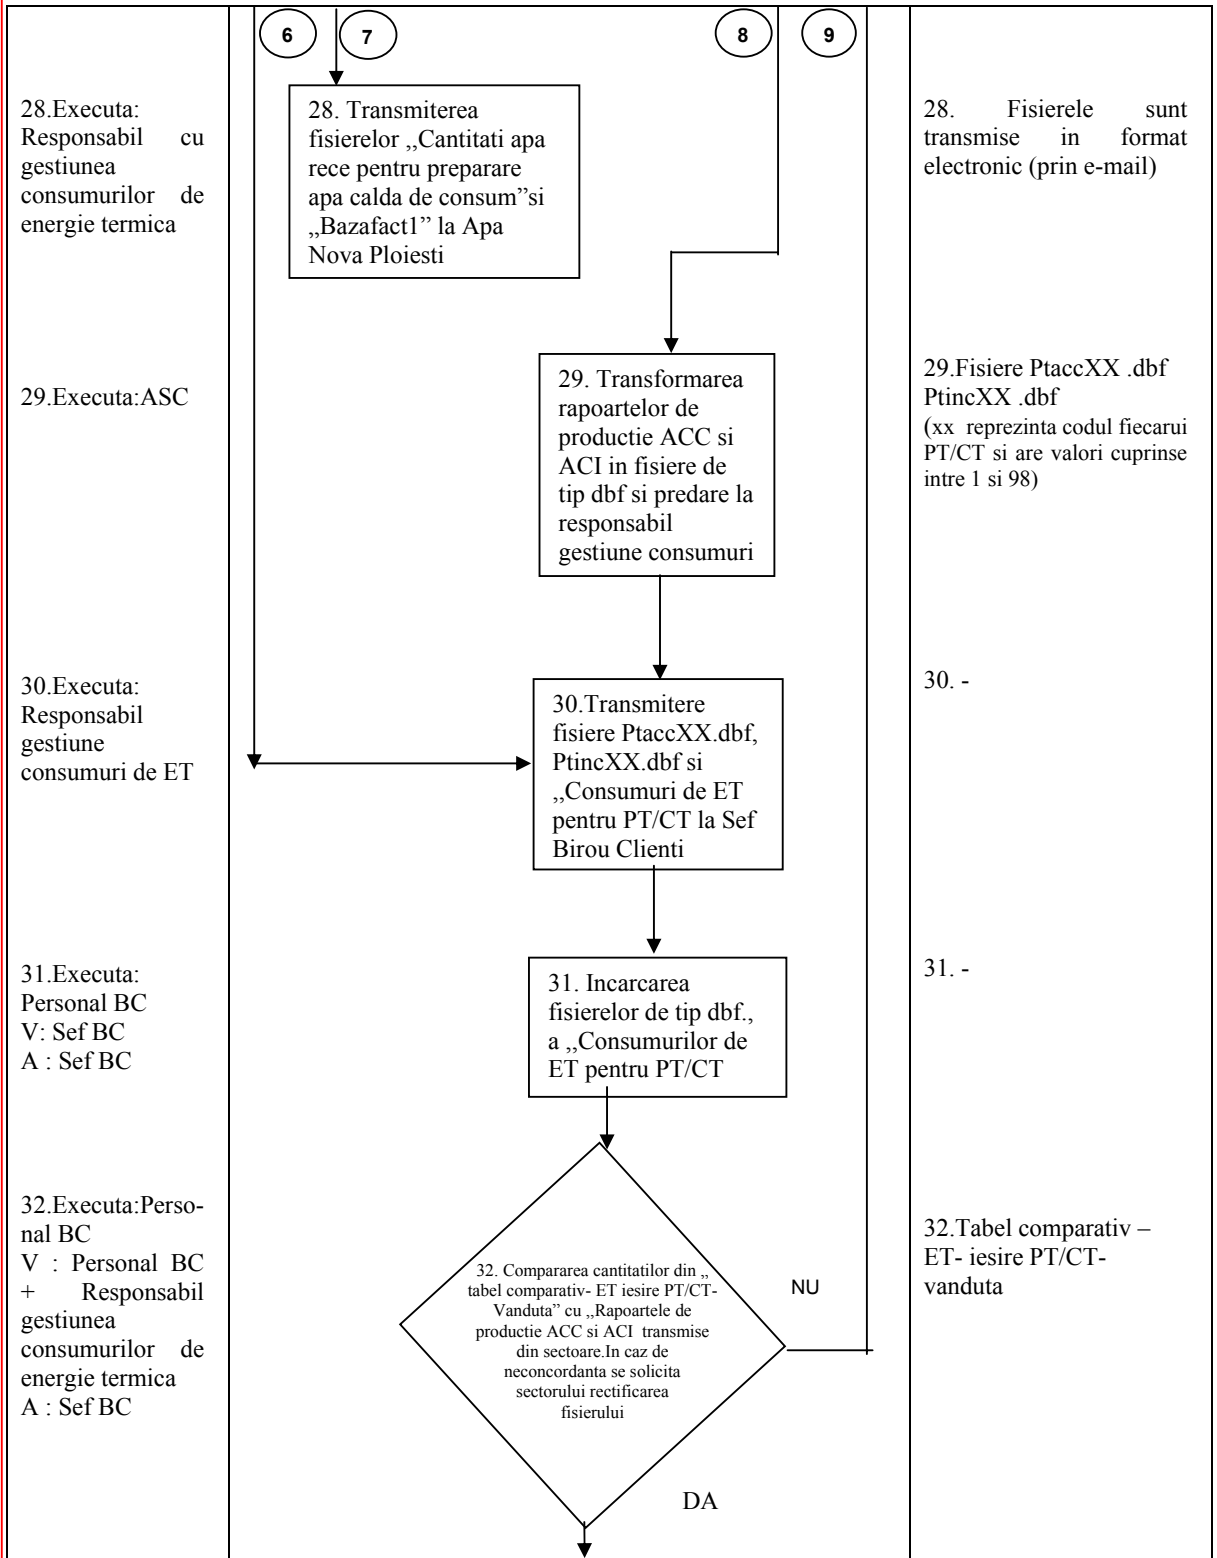 6
7
8
9
28.Executa:
Responsabil cu
gestiunea
consumurilor de
energie termica
28. Transmiterea
fisierelor ,,Cantitati apa
rece pentru preparare
apa calda de consum”si
,,Bazafact1” la Apa
Nova Ploiesti
28. Fisierele sunt
transmise in format
electronic (prin e-mail)
29.Executa:ASC
29. Transformarea
rapoartelor de
productie ACC si
ACI in fisiere de
tip dbf si predare la
responsabil
gestiune consumuri
29.Fisiere PtaccXX .dbf
PtincXX .dbf
(xx reprezinta codul fiecarui
PT/CT si are valori cuprinse
intre 1 si 98)
30.Executa:
Responsabil
gestiune
consumuri de ET
30.Transmitere
fisiere PtaccXX.dbf,
PtincXX.dbf si
,,Consumuri de ET
pentru PT/CT la Sef
Birou Clienti
30. -
31.Executa:
Personal BC
V: Sef BC
A : Sef BC
31. Incarcarea
fisierelor de tip dbf.,
a ,,Consumurilor de
ET pentru PT/CT
31. -
32.Executa:Perso-
nal BC
V : Personal BC
+ Responsabil
gestiunea
consumurilor de
energie termica
A : Sef BC
32. Compararea cantitatilor din ,,
tabel comparativ- ET iesire PT/CT-
Vanduta” cu ,,Rapoartele de
productie ACC si ACI transmise
din sectoare.In caz de
neconcordanta se solicita
sectorului rectificarea
fisierului
NU
DA
32.Tabel comparativ –
ET- iesire PT/CT-
vanduta